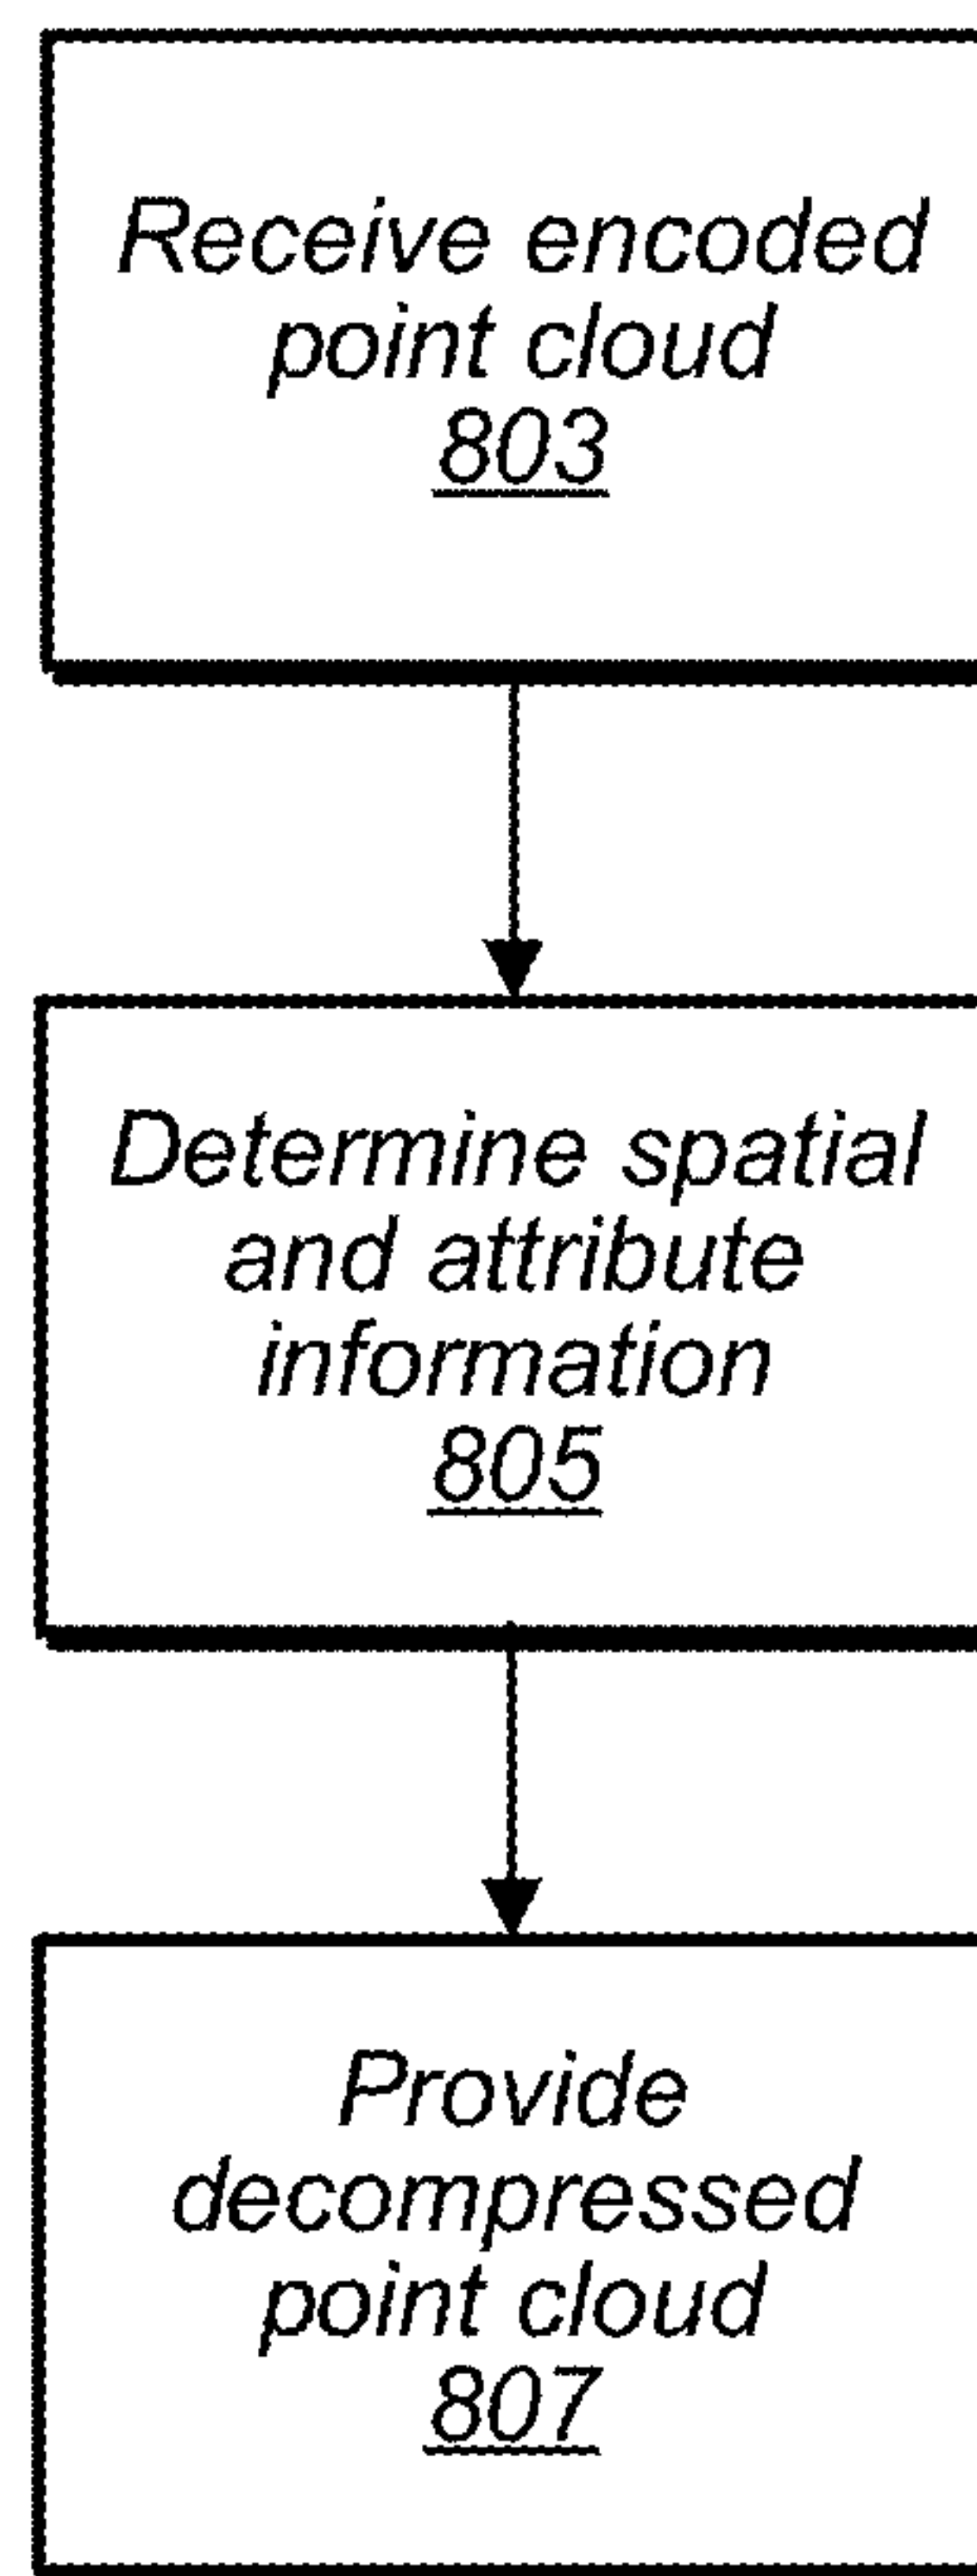 Receive encoded
point cloud
803
Determine spatial
and attribute
information
805
Provide
decompressed
point cloud
807